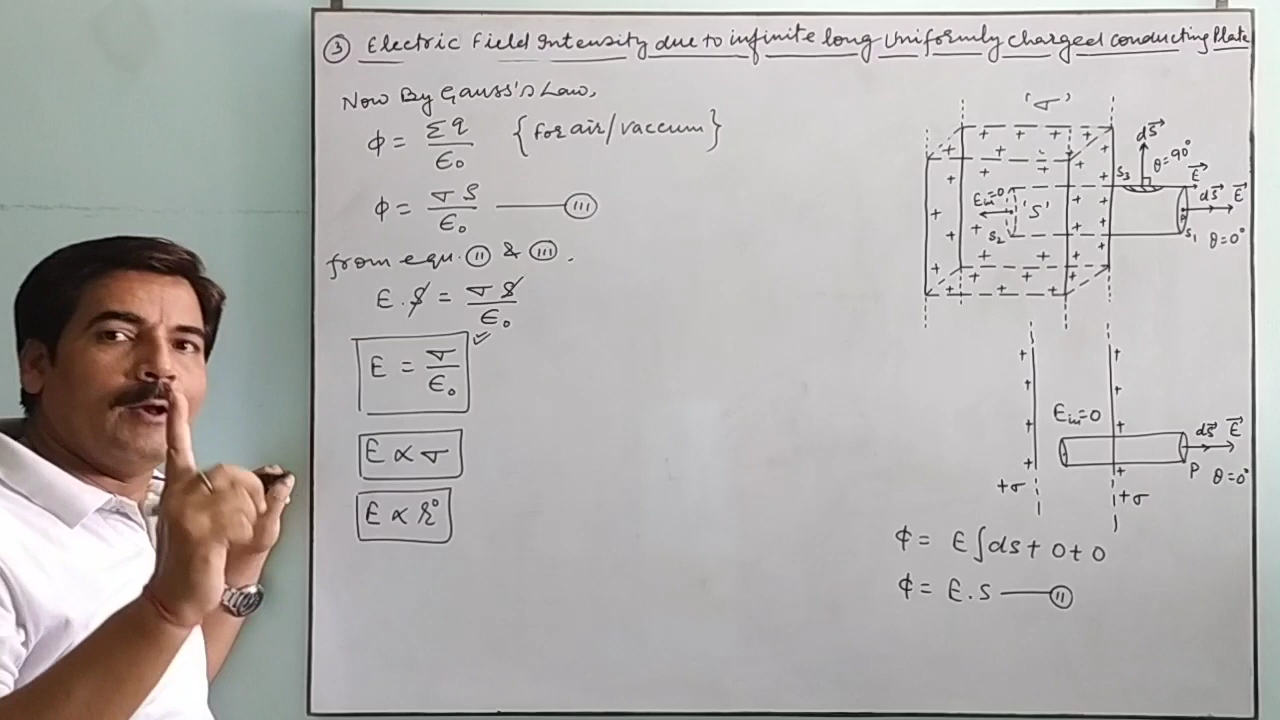 ③ Electric Field Intensity due to infinite long Uniformly charged conducting Plate
Now By Gauss's Law,
Φ = Σq/ϵ₀ {for air/vaccum}
Φ = σS/ϵ₀ —— (III)
from equ. (II) & (III).
E.S = σS/ϵ₀
E = σ/ϵ₀ ✓
E ∝ σ
E ∝ r⁰
'σ'
dS⃗
θ=90°
S₃
E⃗
Ein=0
'S'
dS⃗ E⃗
P
S₂
S₁
θ=0°
Ein=0
dS⃗ E⃗
P θ=0°
+σ
+σ
Φ = E∫ds + 0 + 0
Φ = E.S —— (II)